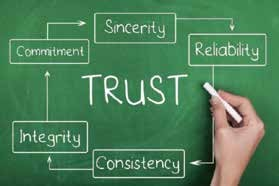 Sincerity
Commitment
Reliability
TRUST
Integrity
Consistency